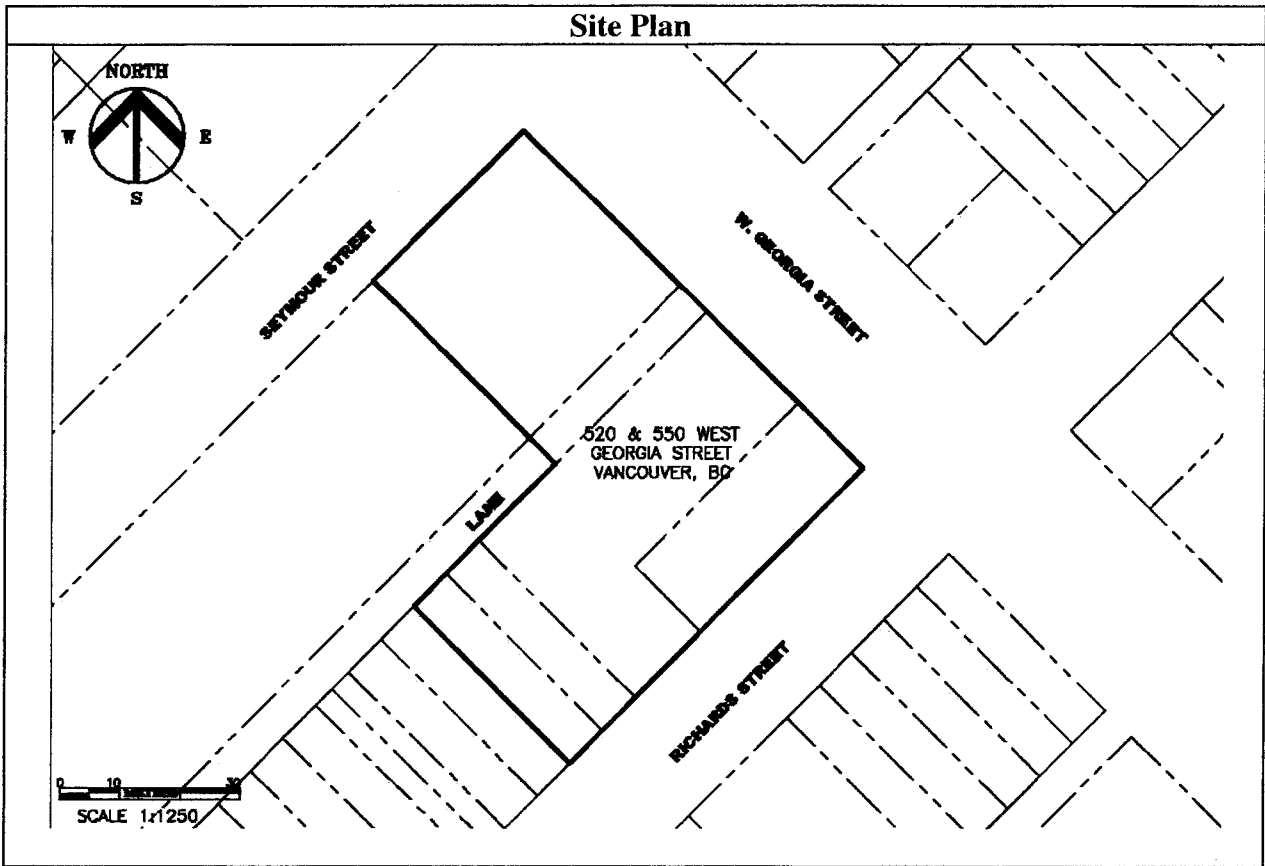 Site Plan
NORTH
W E
S
SEYMOUR STREET
W. GEORGIA STREET
520 & 550 WEST
GEORGIA STREET
VANCOUVER, BC
LANE
RICHARDS STREET
0 10 30
SCALE 1:1250